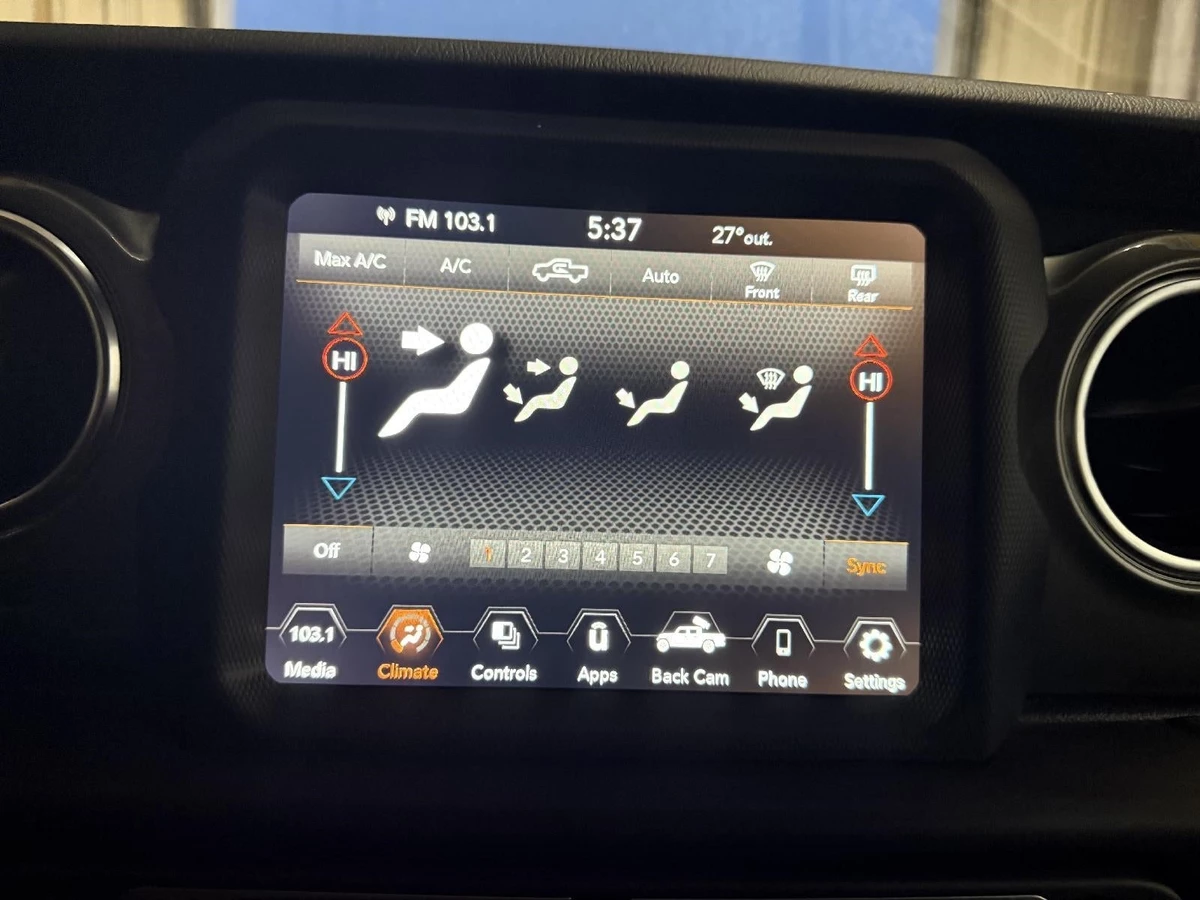 FM 103.1 5:37 27° out.
Max A/C A/C Auto Front Rear
HI HI
Off 1 2 3 4 5 6 7 Sync
103.1
Media Climate Controls Apps Back Cam Phone Settings